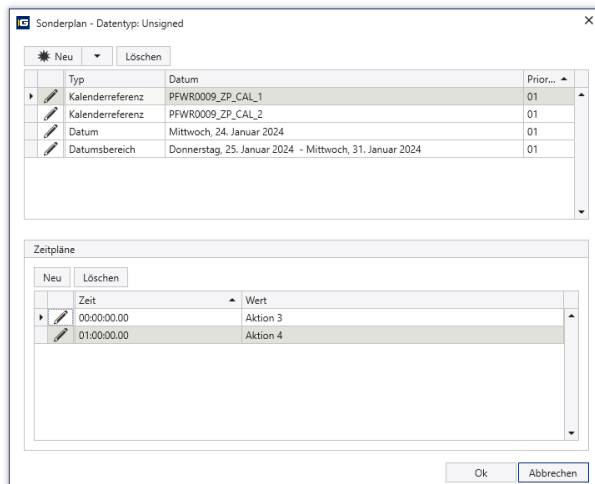 Sonderplan - Datentyp: Unsigned
Neu Löschen
Typ Datum Prior...
Kalenderreferenz PFWR0009_ZP_CAL_1 01
Kalenderreferenz PFWR0009_ZP_CAL_2 01
Datum Mittwoch, 24. Januar 2024 01
Datumsbereich Donnerstag, 25. Januar 2024 - Mittwoch, 31. Januar 2024 01
Zeitpläne
Neu Löschen
Zeit Wert
00:00:00.00 Aktion 3
01:00:00.00 Aktion 4
Ok Abbrechen